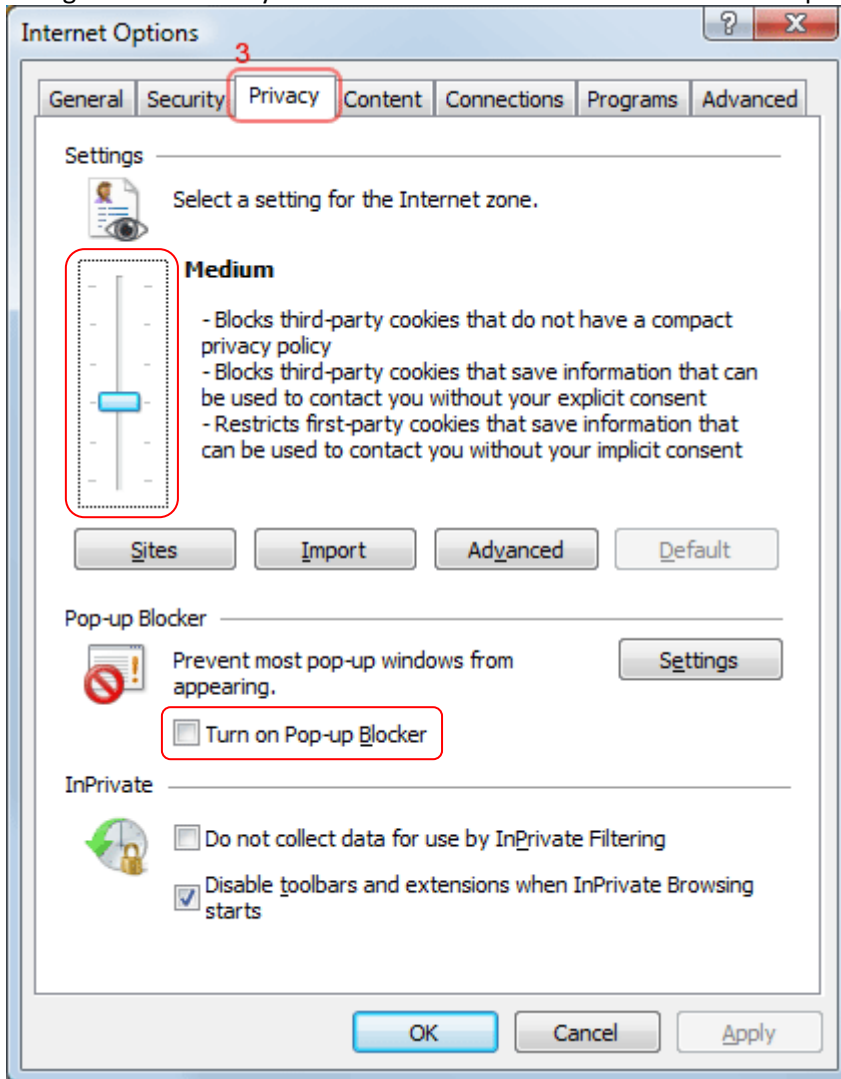 Internet Options
3
General Security Privacy Content Connections Programs Advanced
Settings
Select a setting for the Internet zone.
Medium
- Blocks third-party cookies that do not have a compact
privacy policy
- Blocks third-party cookies that save information that can
be used to contact you without your explicit consent
- Restricts first-party cookies that save information that
can be used to contact you without your implicit consent
Sites Import Advanced Default
Pop-up Blocker
Prevent most pop-up windows from
appearing.
Settings
Turn on Pop-up Blocker
InPrivate
Do not collect data for use by InPrivate Filtering
Disable toolbars and extensions when InPrivate Browsing
starts
OK Cancel Apply